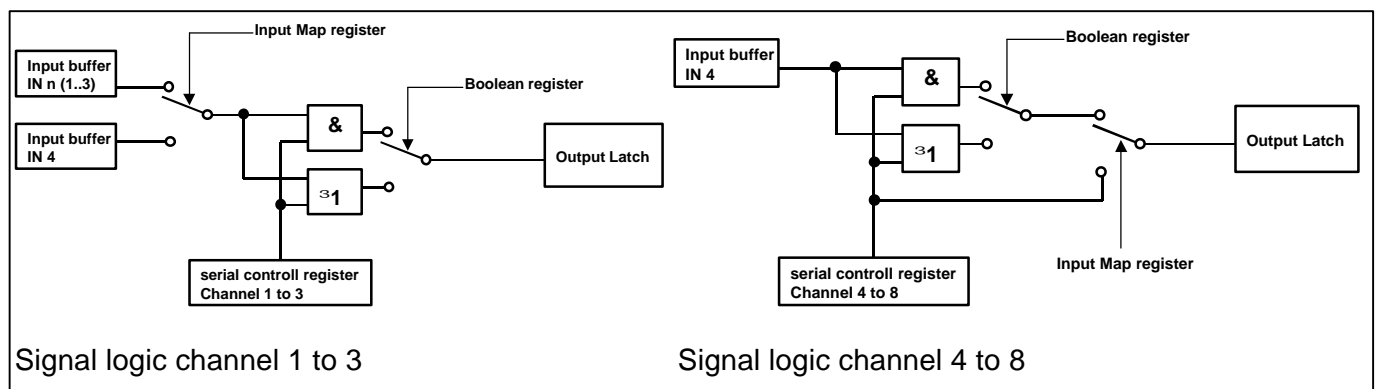 Input Map register
Input buffer
IN n (1..3)
Input buffer
IN 4
&
³1
Boolean register
Output Latch
serial controll register
Channel 1 to 3
Signal logic channel 1 to 3
Input buffer
IN 4
&
³1
Boolean register
Output Latch
Input Map register
serial controll register
Channel 4 to 8
Signal logic channel 4 to 8